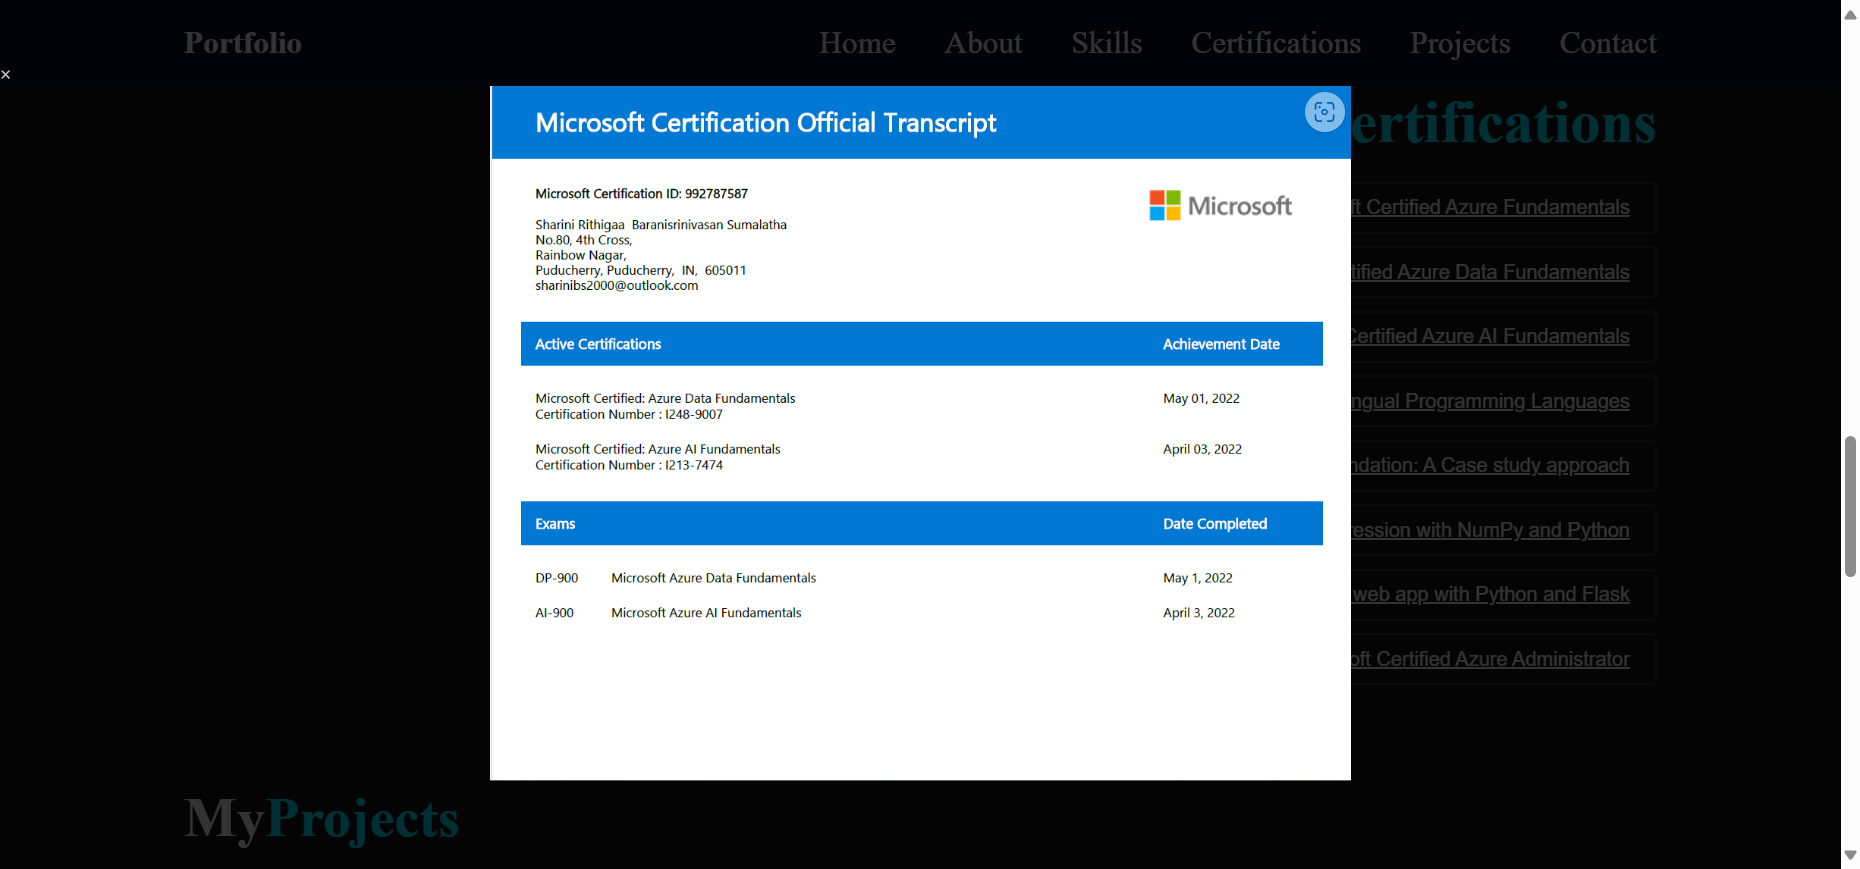 Portfolio
Home About Skills Certifications Projects Contact
×
Microsoft Certification Official Transcript
ertifications
Microsoft Certification ID: 992787587
Microsoft
Sharini Rithigaa Baranisrinivasan Sumalatha
No.80, 4th Cross,
Rainbow Nagar,
Puducherry, Puducherry, IN, 605011
sharinibs2000@outlook.com
Active Certifications Achievement Date
Microsoft Certified: Azure Data Fundamentals May 01, 2022
Certification Number : I248-9007
Microsoft Certified: Azure AI Fundamentals April 03, 2022
Certification Number : I213-7474
Exams Date Completed
DP-900 Microsoft Azure Data Fundamentals May 1, 2022
AI-900 Microsoft Azure AI Fundamentals April 3, 2022
ft Certified Azure Fundamentals
tified Azure Data Fundamentals
Certified Azure AI Fundamentals
ngual Programming Languages
ndation: A Case study approach
ression with NumPy and Python
web app with Python and Flask
oft Certified Azure Administrator
MyProjects